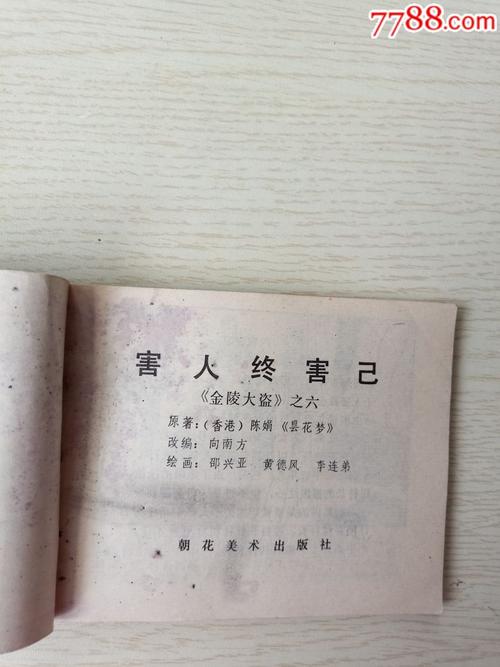 7788.com
害人终害己
《金陵大盗》之六
原著：（香港）陈娟《昙花梦》
改编：向南方
绘画：邵兴亚 黄德风 李连弟
朝花美术出版社